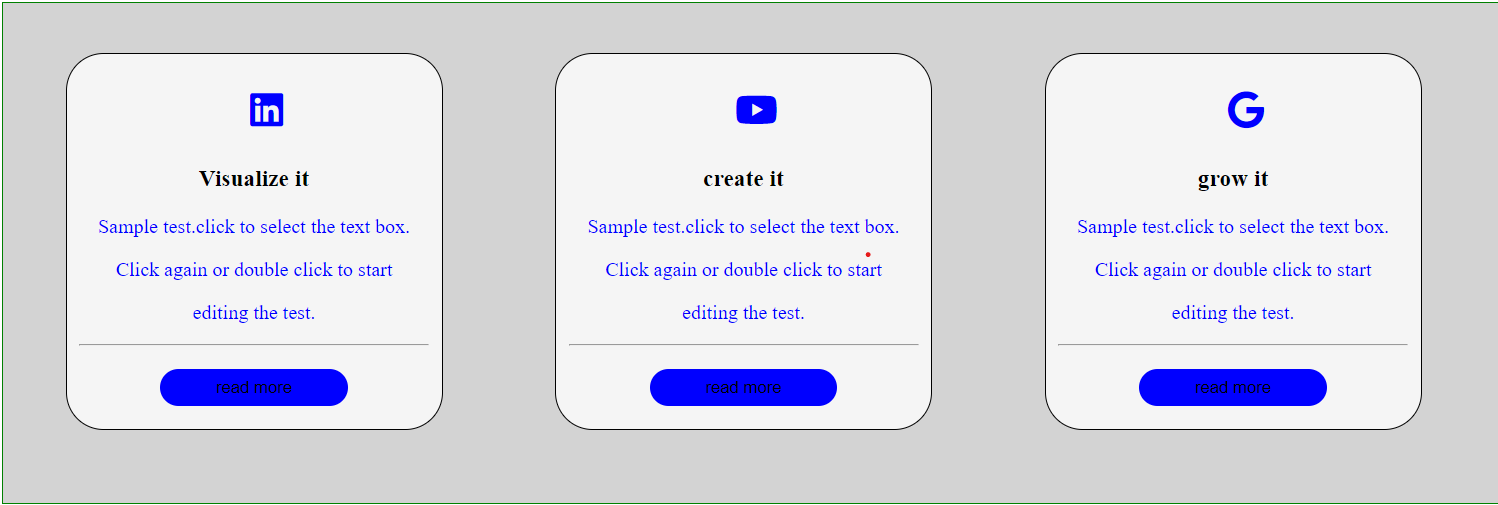 in
Visualize it
Sample test.click to select the text box.
Click again or double click to start
editing the test.
read more
create it
Sample test.click to select the text box.
Click again or double click to start
editing the test.
read more
G
grow it
Sample test.click to select the text box.
Click again or double click to start
editing the test.
read more